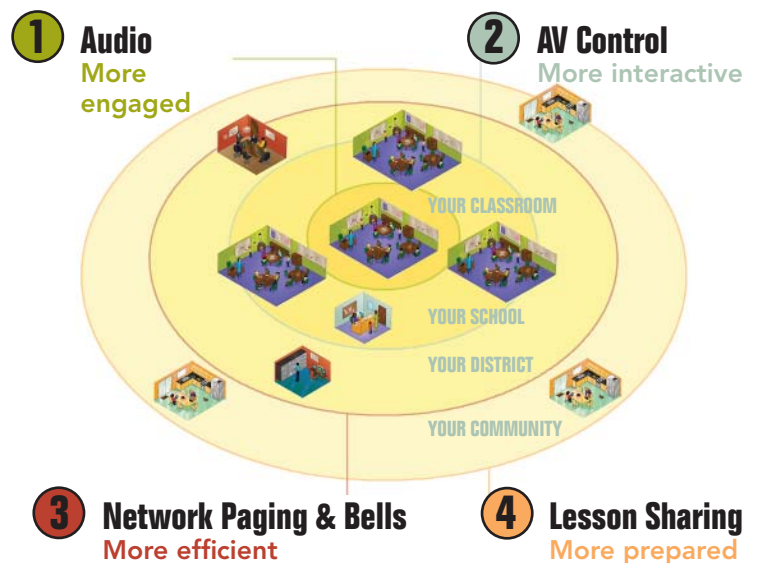 1 Audio
More
engaged
2 AV Control
More interactive
YOUR CLASSROOM
YOUR SCHOOL
YOUR DISTRICT
YOUR COMMUNITY
3 Network Paging & Bells
More efficient
4 Lesson Sharing
More prepared